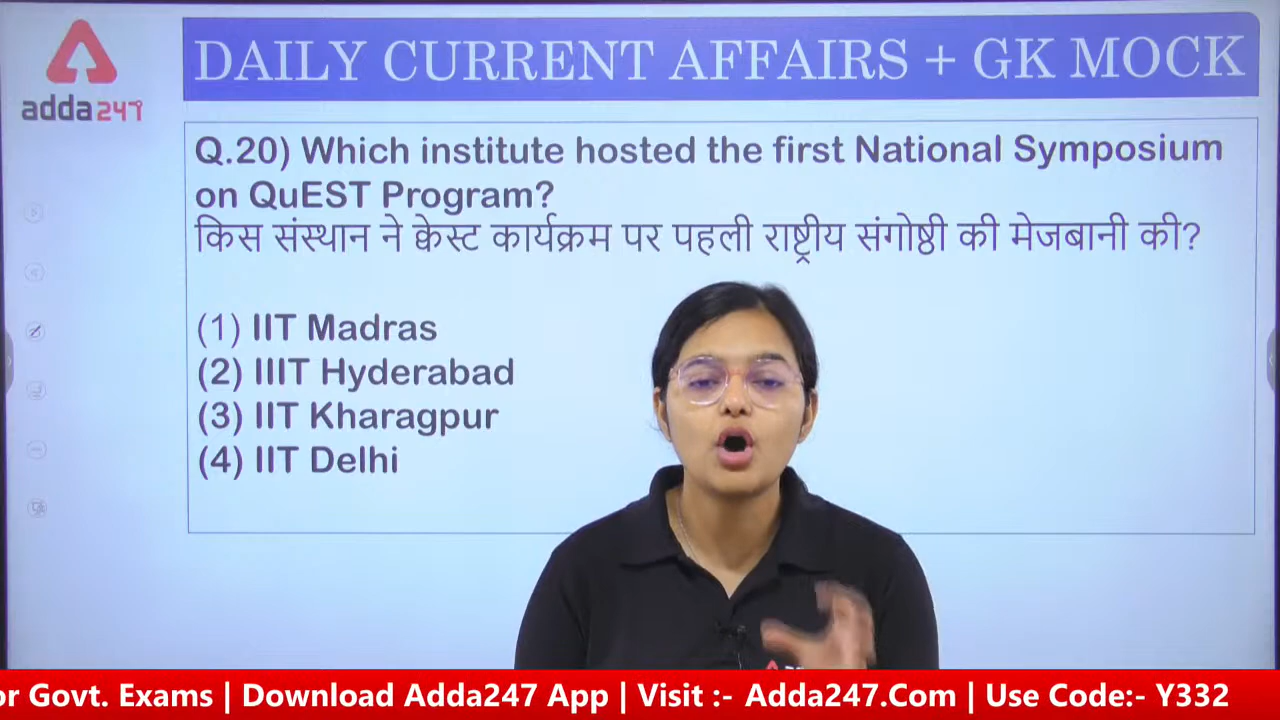 DAILY CURRENT AFFAIRS + GK MOCK
adda247
Q.20) Which institute hosted the first National Symposium
on QuEST Program?
किस संस्थान ने क्वेस्ट कार्यक्रम पर पहली राष्ट्रीय संगोष्ठी की मेजबानी की?
(1) IIT Madras
(2) IIIT Hyderabad
(3) IIT Kharagpur
(4) IIT Delhi
or Govt. Exams | Download Adda247 App | Visit :- Adda247.Com | Use Code:- Y332